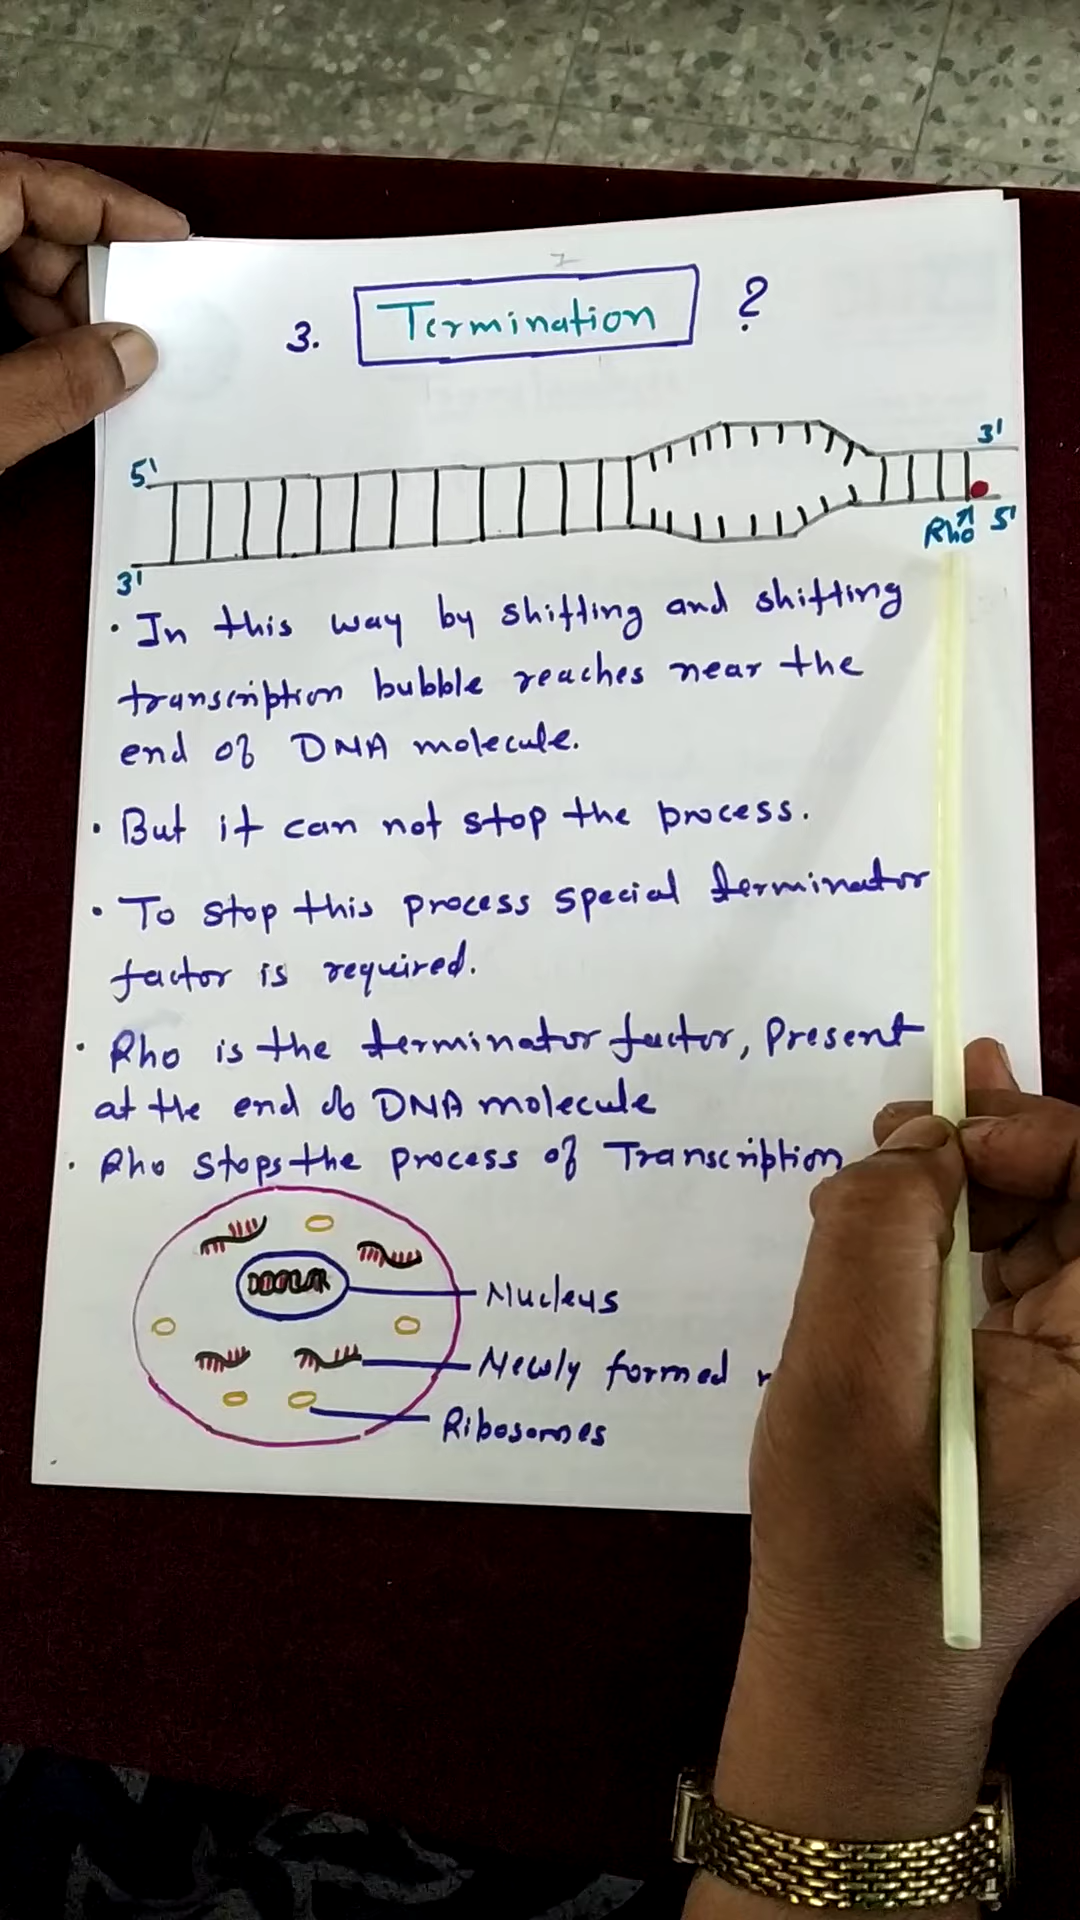 3. Termination ?
5' 3'
3' Rho 5'
• In this way by shifting and shifting
transcription bubble reaches near the
end of DNA molecule.
• But it can not stop the process.
• To stop this process special terminator
factor is required.
• Rho is the terminator factor, Present
at the end of DNA molecule
• Rho stops the process of Transcription
Nucleus
Newly formed
Ribosomes